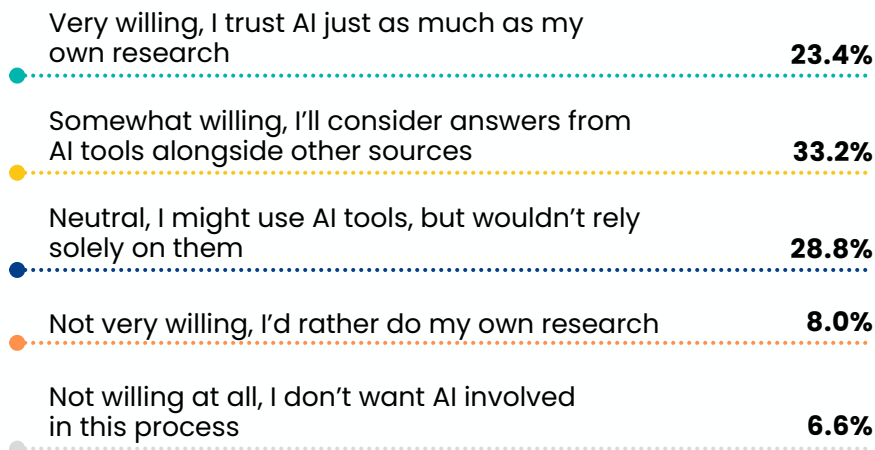 Very willing, I trust AI just as much as my
own research
23.4%
Somewhat willing, I’ll consider answers from
AI tools alongside other sources
33.2%
Neutral, I might use AI tools, but wouldn’t rely
solely on them
28.8%
Not very willing, I’d rather do my own research
8.0%
Not willing at all, I don’t want AI involved
in this process
6.6%